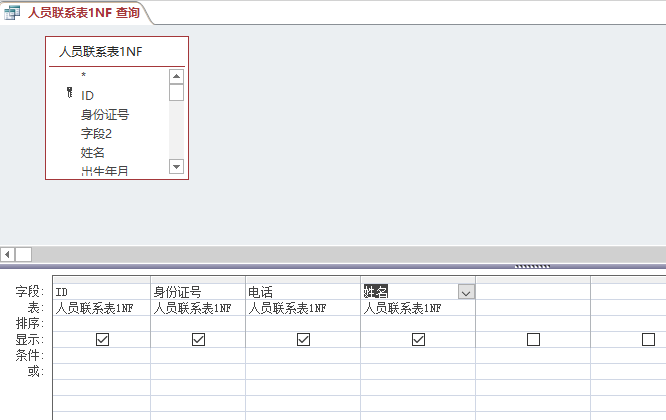 人员联系表1NF 查询
人员联系表1NF
*
ID
身份证号
字段2
姓名
出生年月
字段: ID 身份证号 电话 姓名
表: 人员联系表1NF 人员联系表1NF 人员联系表1NF 人员联系表1NF
排序:
显示:
条件:
或: